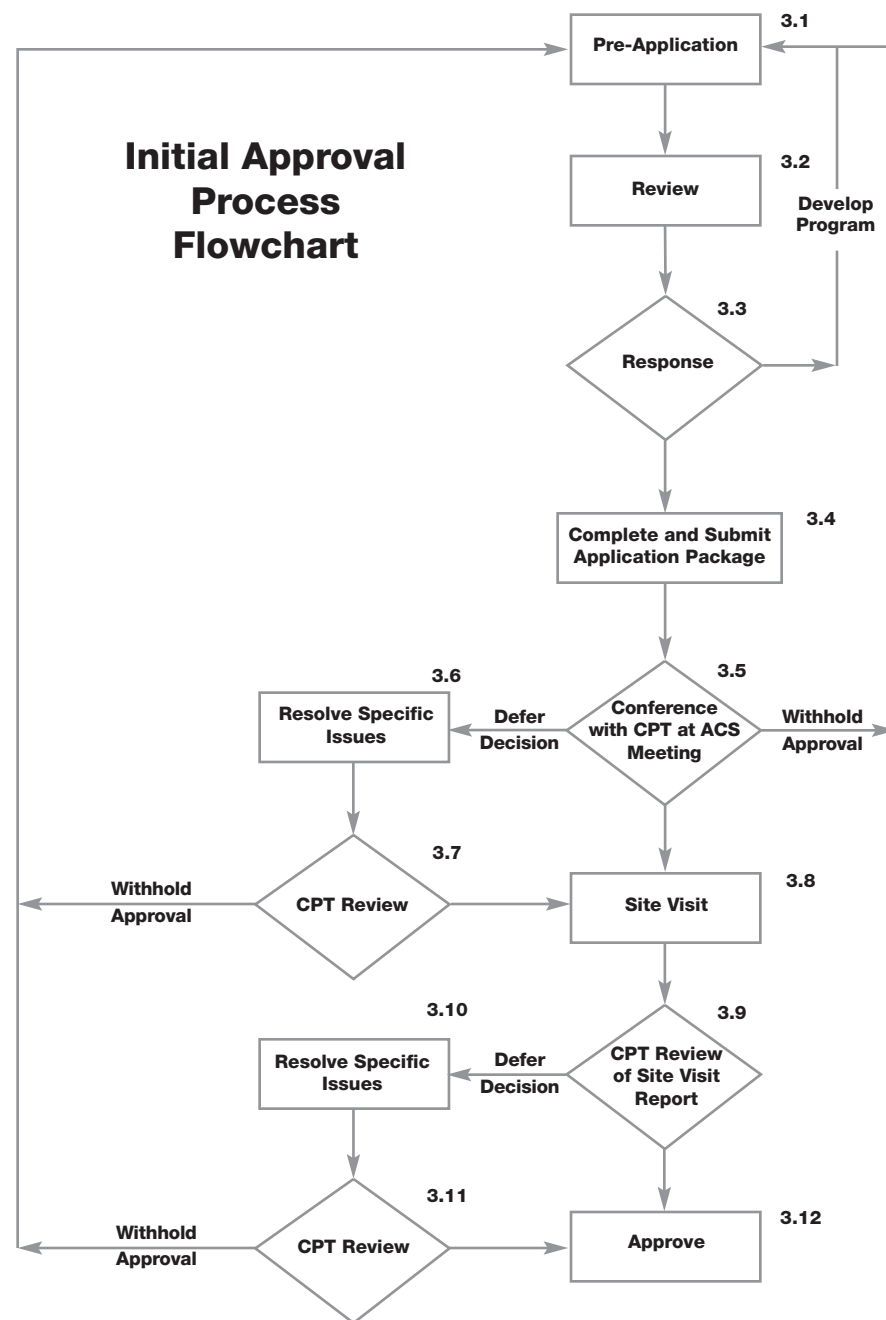 3.1
Pre-Application
Initial Approval
Process
Flowchart
3.2
Review
Develop
Program
3.3
Response
3.4
Complete and Submit
Application Package
3.5
Conference
with CPT at ACS
Meeting
3.6
Resolve Specific
Issues
Defer
Decision
Withhold
Approval
3.7
CPT Review
Withhold
Approval
3.8
Site Visit
3.9
CPT Review
of Site Visit
Report
3.10
Resolve Specific
Issues
Defer
Decision
3.11
CPT Review
Withhold
Approval
3.12
Approve